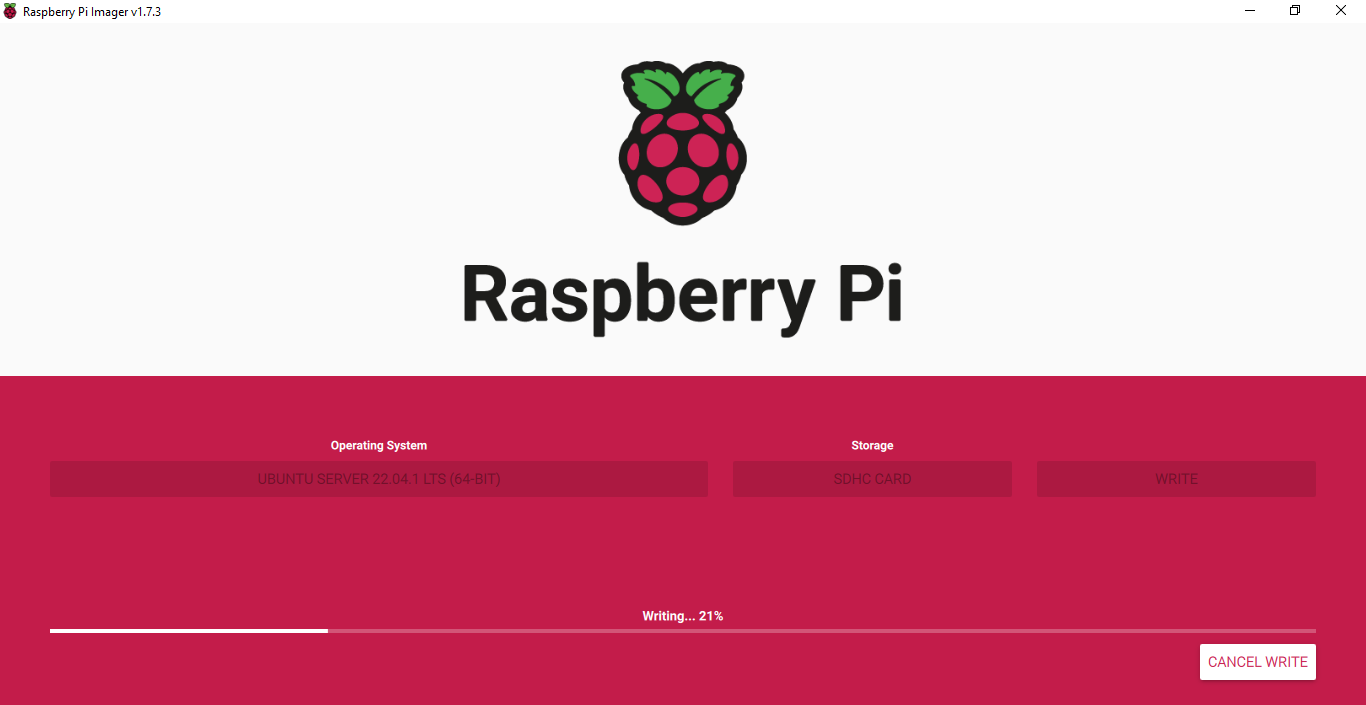 Raspberry Pi Imager v1.7.3
Raspberry Pi
Operating System
Storage
UBUNTU SERVER 22.04.1 LTS (64-BIT)
SDHC CARD
WRITE
Writing... 21%
CANCEL WRITE